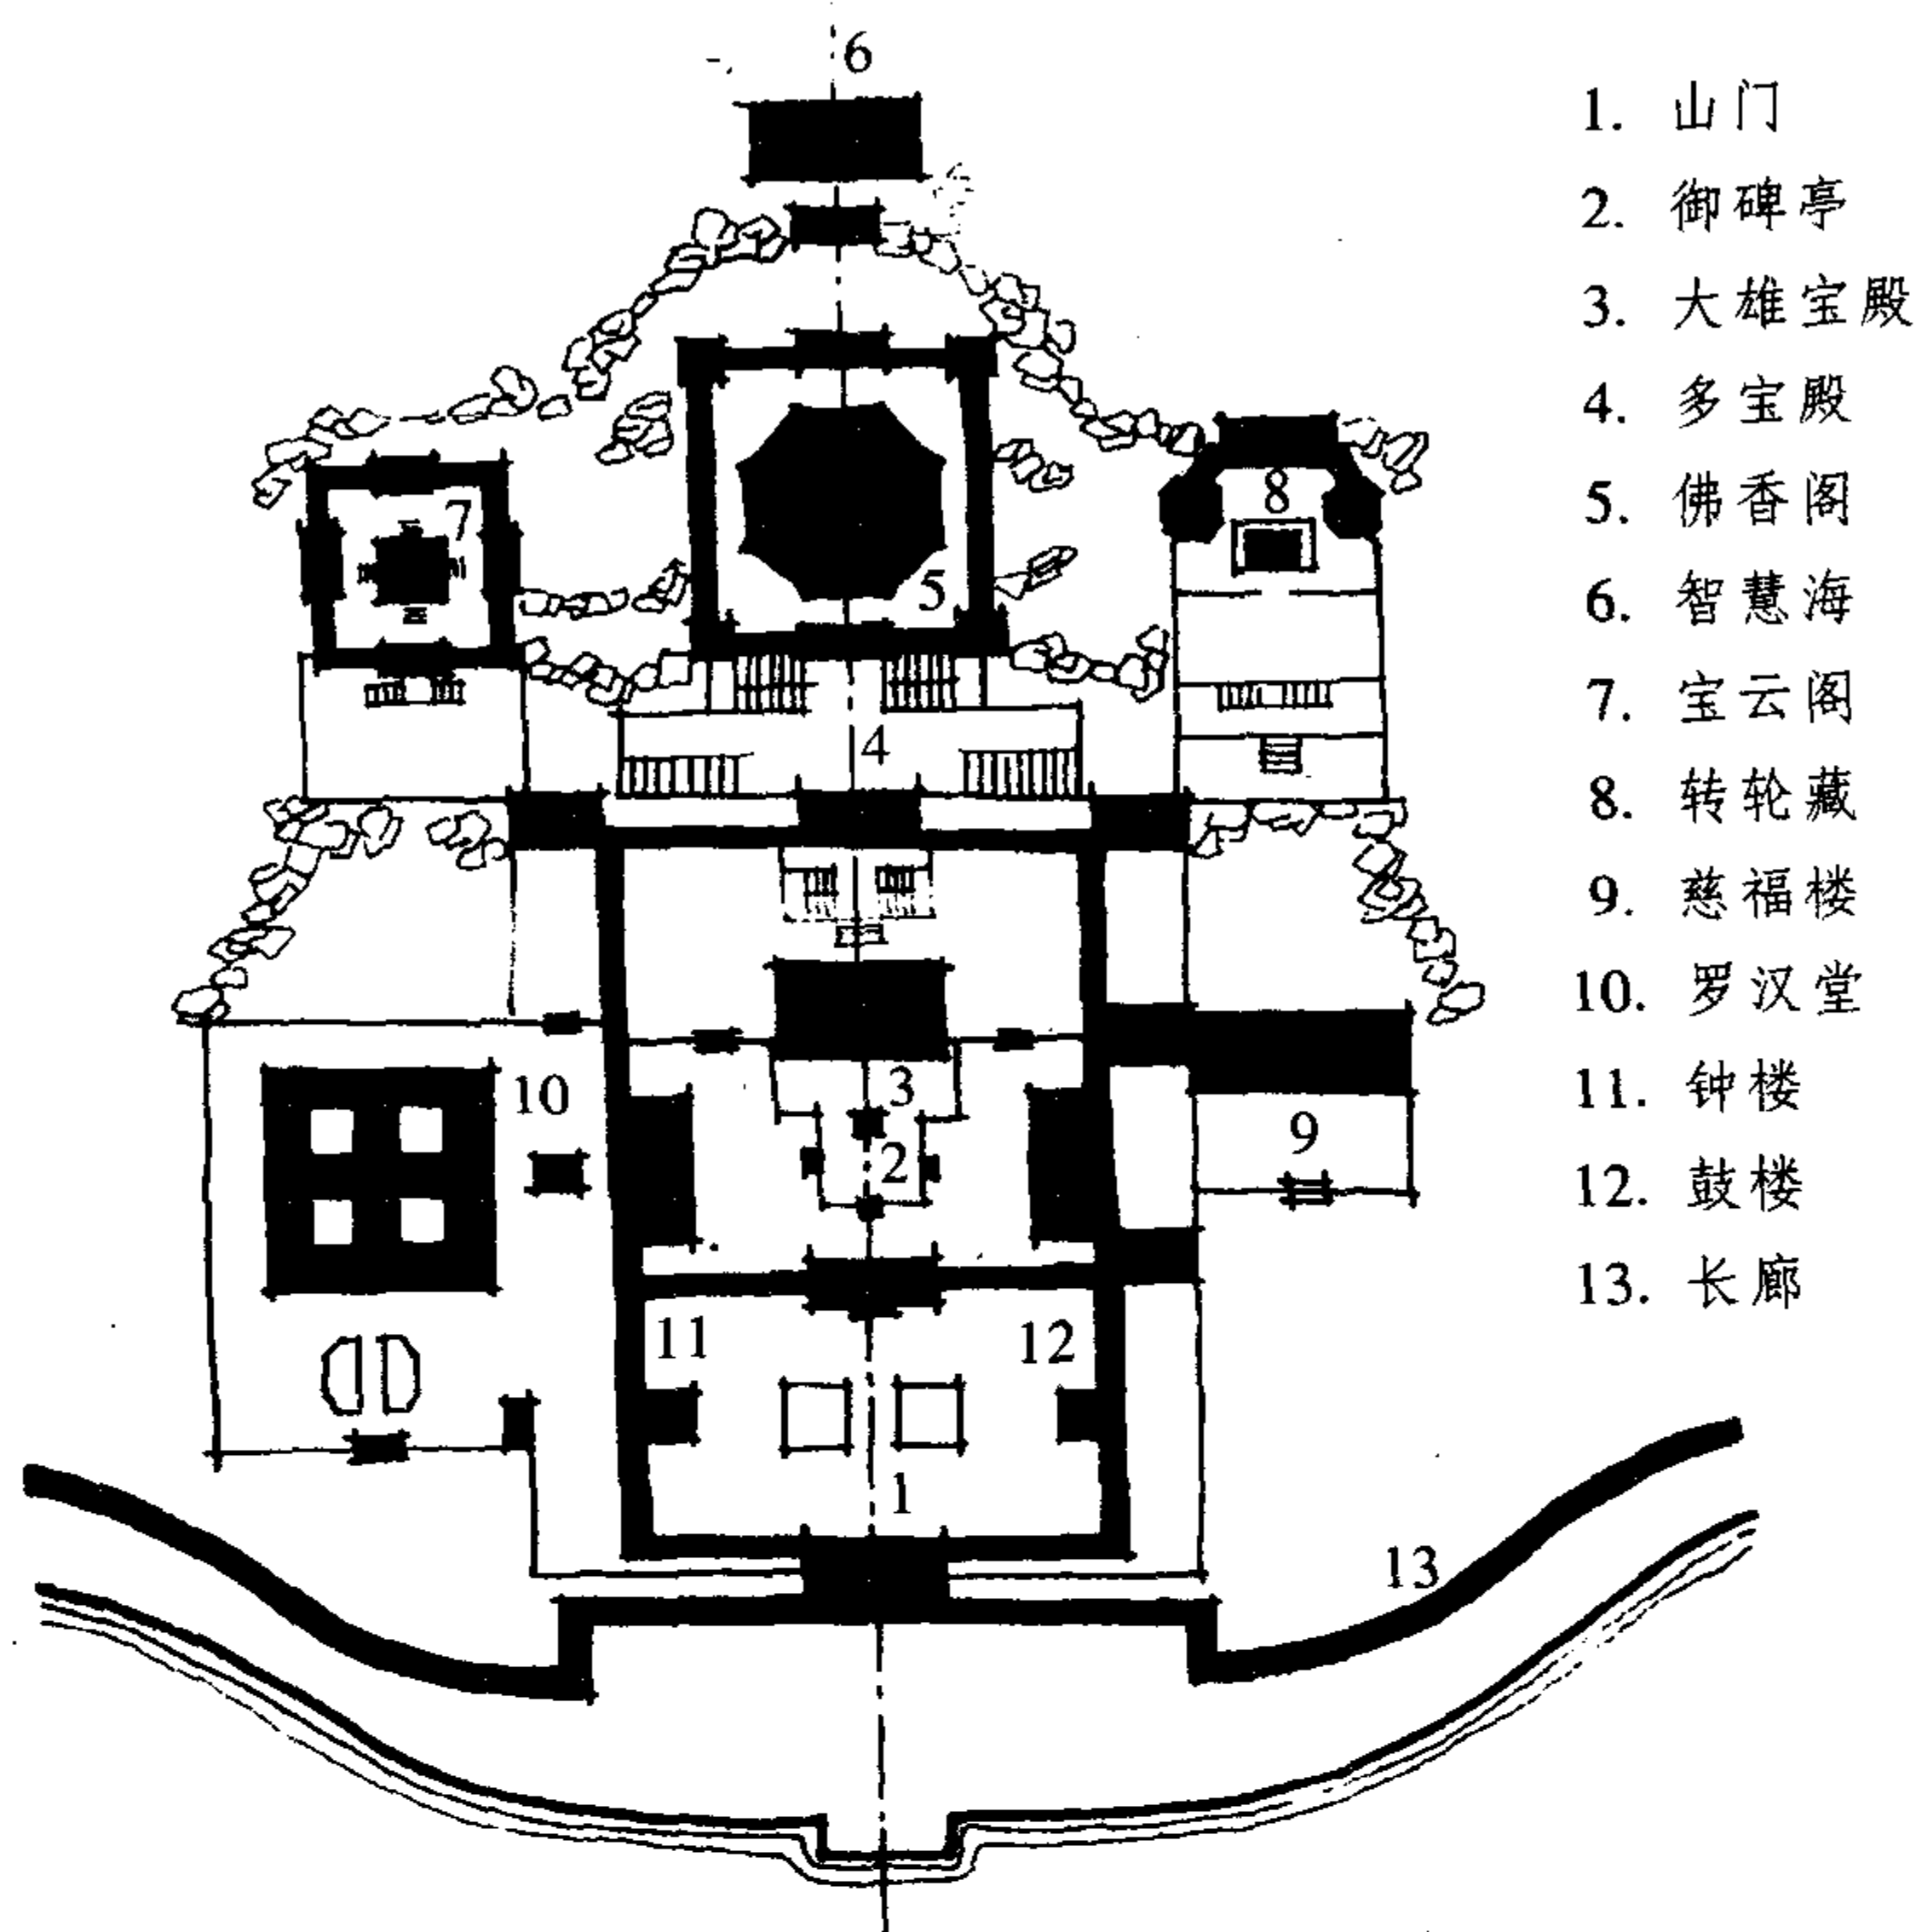 6
7
8
5
4
3
10
9
2
11
12
1
13
1. 山门
2. 御碑亭
3. 大雄宝殿
4. 多宝殿
5. 佛香阁
6. 智慧海
7. 宝云阁
8. 转轮藏
9. 慈福楼
10. 罗汉堂
11. 钟楼
12. 鼓楼
13. 长廊